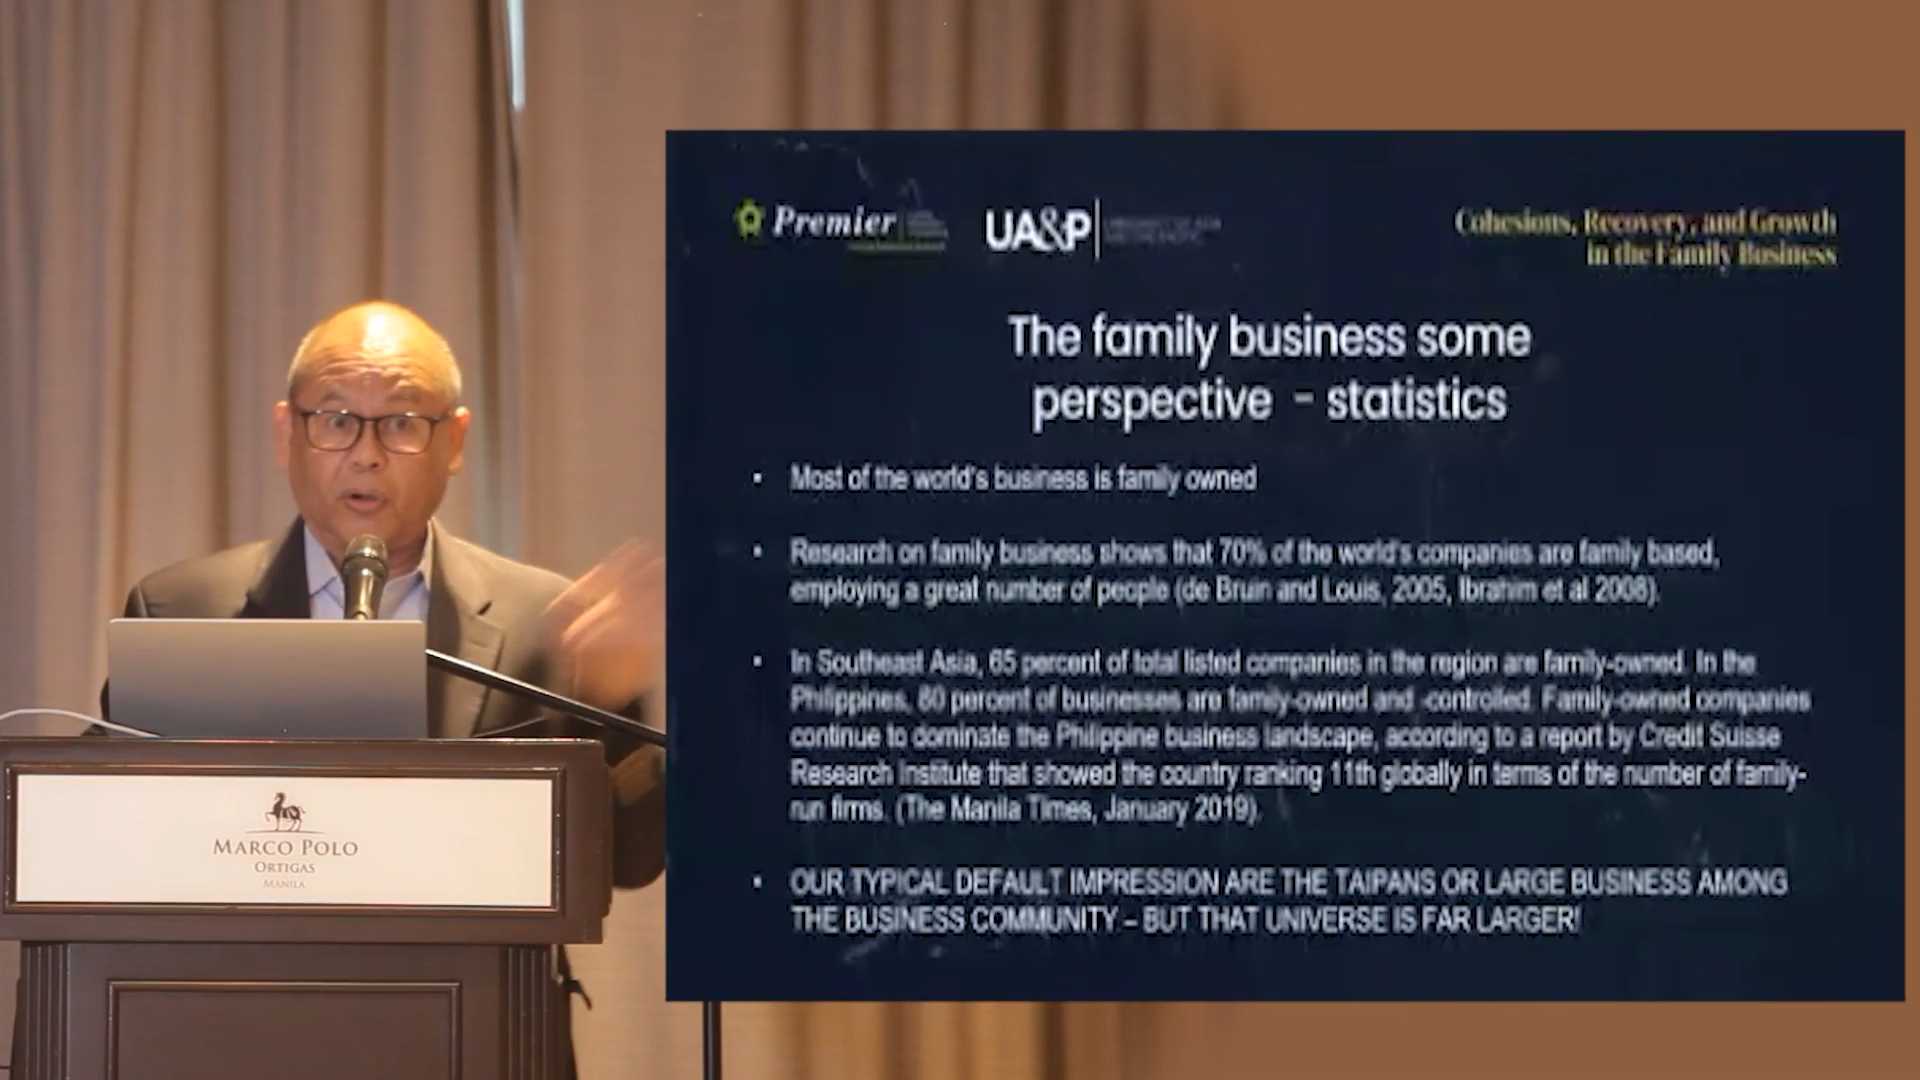 Premier
UA&P
Cohesions, Recovery, and Growth
in the Family Business
The family business some
perspective - statistics
• Most of the world's business is family owned
• Research on family business shows that 70% of the world's companies are family based,
employing a great number of people (de Bruin and Louis, 2005, Ibrahim et al 2008).
• In Southeast Asia, 65 percent of total listed companies in the region are family-owned. In the
Philippines, 80 percent of businesses are family-owned and -controlled. Family-owned companies
continue to dominate the Philippine business landscape, according to a report by Credit Suisse
Research Institute that showed the country ranking 11th globally in terms of the number of family-
run firms. (The Manila Times, January 2019).
• OUR TYPICAL DEFAULT IMPRESSION ARE THE TAIPANS OR LARGE BUSINESS AMONG
THE BUSINESS COMMUNITY – BUT THAT UNIVERSE IS FAR LARGER!
MARCO POLO
ORTIGAS
MANILA